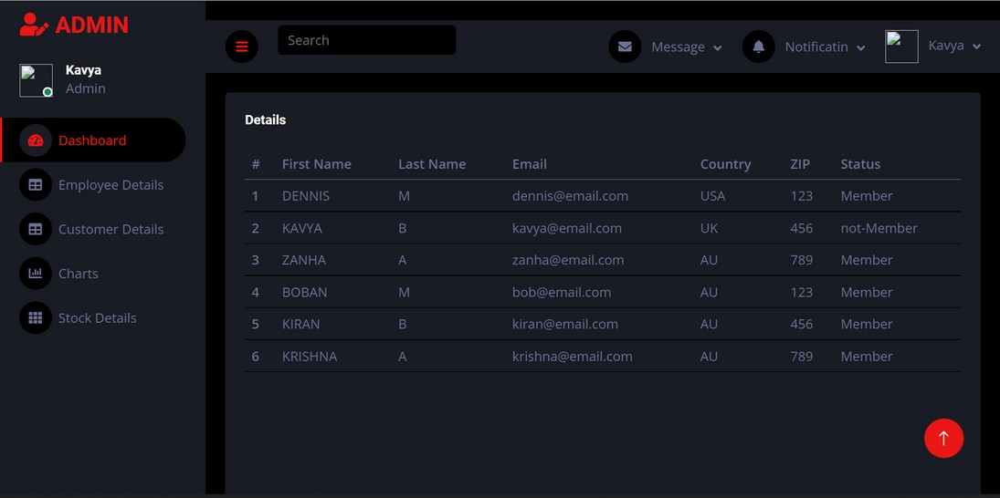 ADMIN
Kavya
Admin
Dashboard
Employee Details
Customer Details
Charts
Stock Details
Search
Message
Notificatin
Kavya
Details
# First Name Last Name Email Country ZIP Status
1 DENNIS M dennis@email.com USA 123 Member
2 KAVYA B kavya@email.com UK 456 not-Member
3 ZANHA A zanha@email.com AU 789 Member
4 BOBAN M bob@email.com AU 123 Member
5 KIRAN B kiran@email.com AU 456 Member
6 KRISHNA A krishna@email.com AU 789 Member